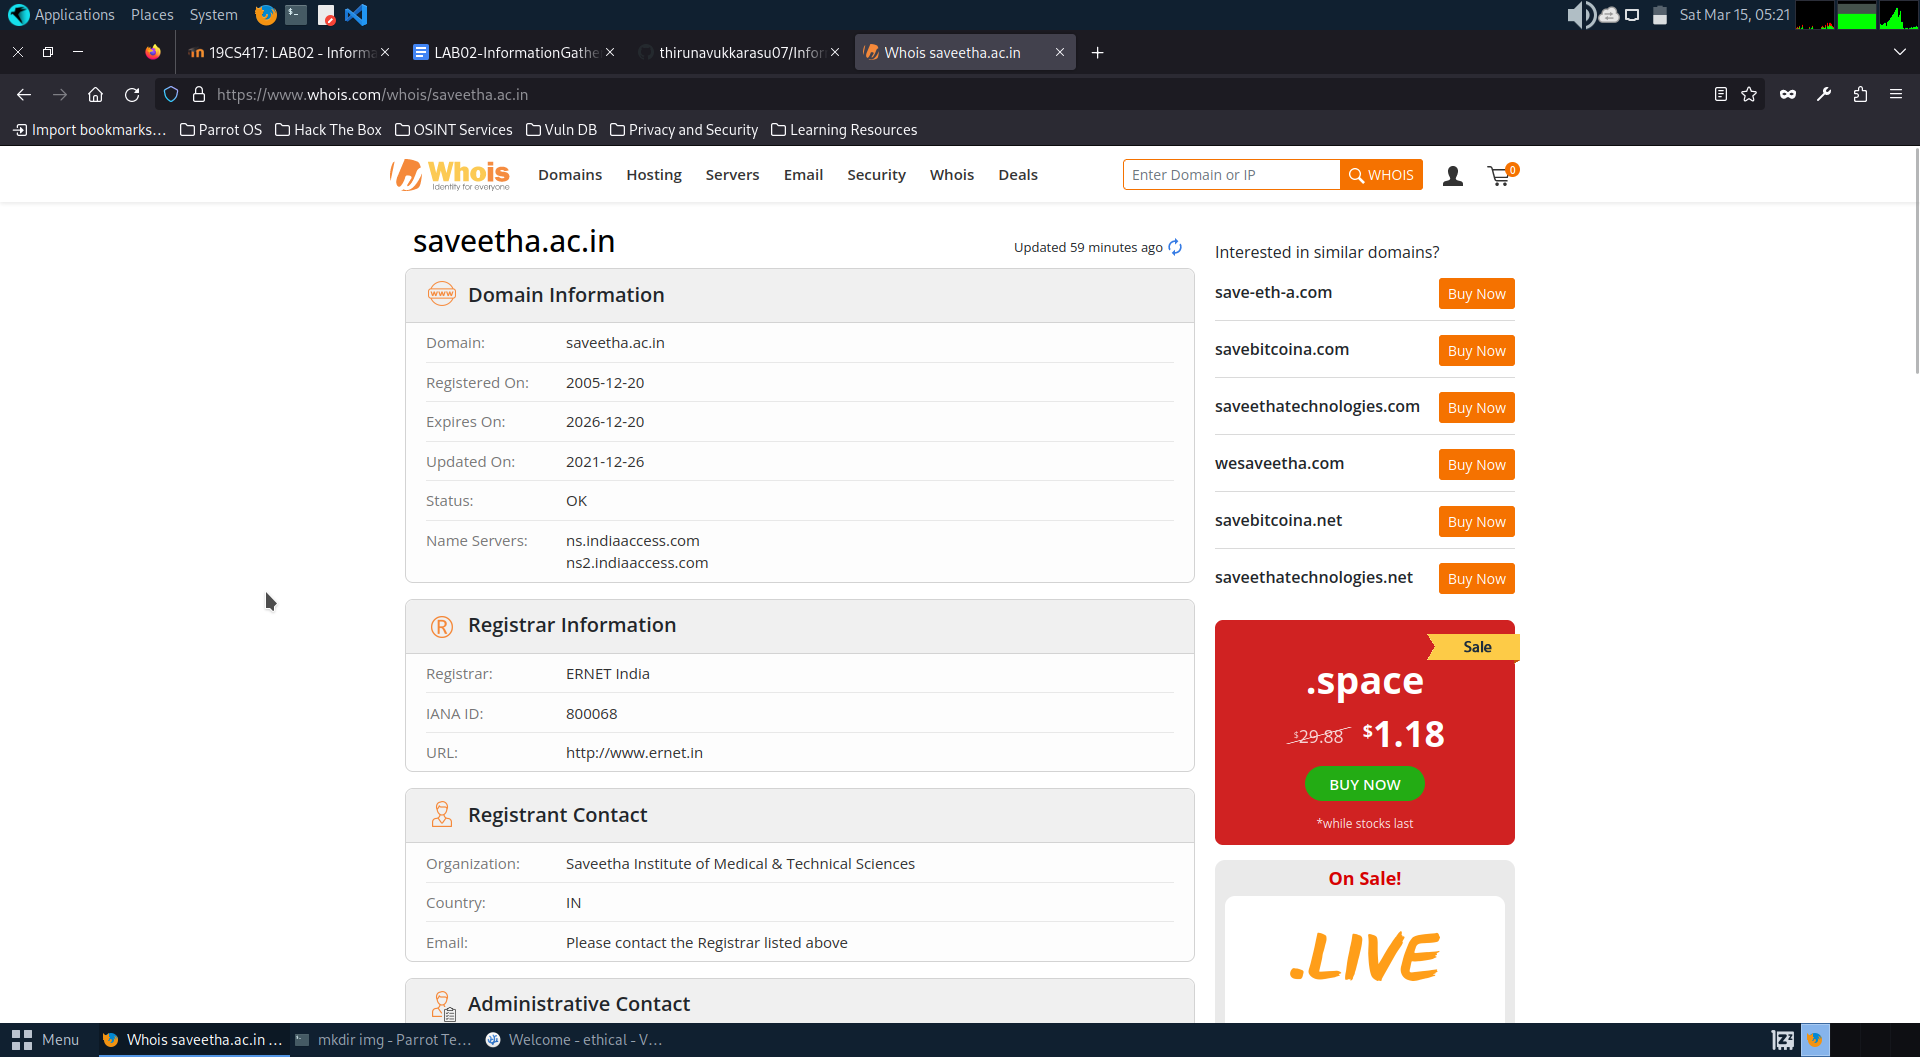 Applications Places System Sat Mar 15, 05:21
19CS417: LAB02 - Informa LAB02-InformationGathe thirunavukkarasu07/Infor Whois saveetha.ac.in
https://www.whois.com/whois/saveetha.ac.in
Import bookmarks... Parrot OS Hack The Box OSINT Services Vuln DB Privacy and Security Learning Resources
Whois
Identity for everyone
Domains Hosting Servers Email Security Whois Deals Enter Domain or IP WHOIS 0
saveetha.ac.in
Updated 59 minutes ago
Domain Information
Domain: saveetha.ac.in
Registered On: 2005-12-20
Expires On: 2026-12-20
Updated On: 2021-12-26
Status: OK
Name Servers: ns.indiaaccess.com
ns2.indiaaccess.com
Registrar Information
Registrar: ERNET India
IANA ID: 800068
URL: http://www.ernet.in
Registrant Contact
Organization: Saveetha Institute of Medical & Technical Sciences
Country: IN
Email: Please contact the Registrar listed above
Administrative Contact
Interested in similar domains?
save-eth-a.com Buy Now
savebitcoina.com Buy Now
saveethatechnologies.com Buy Now
wesaveetha.com Buy Now
savebitcoina.net Buy Now
saveethatechnologies.net Buy Now
Sale
.space
$29.88 $1.18
BUY NOW
*while stocks last
On Sale!
.LIVE
Menu Whois saveetha.ac.in ... mkdir img - Parrot Te... Welcome - ethical - V...